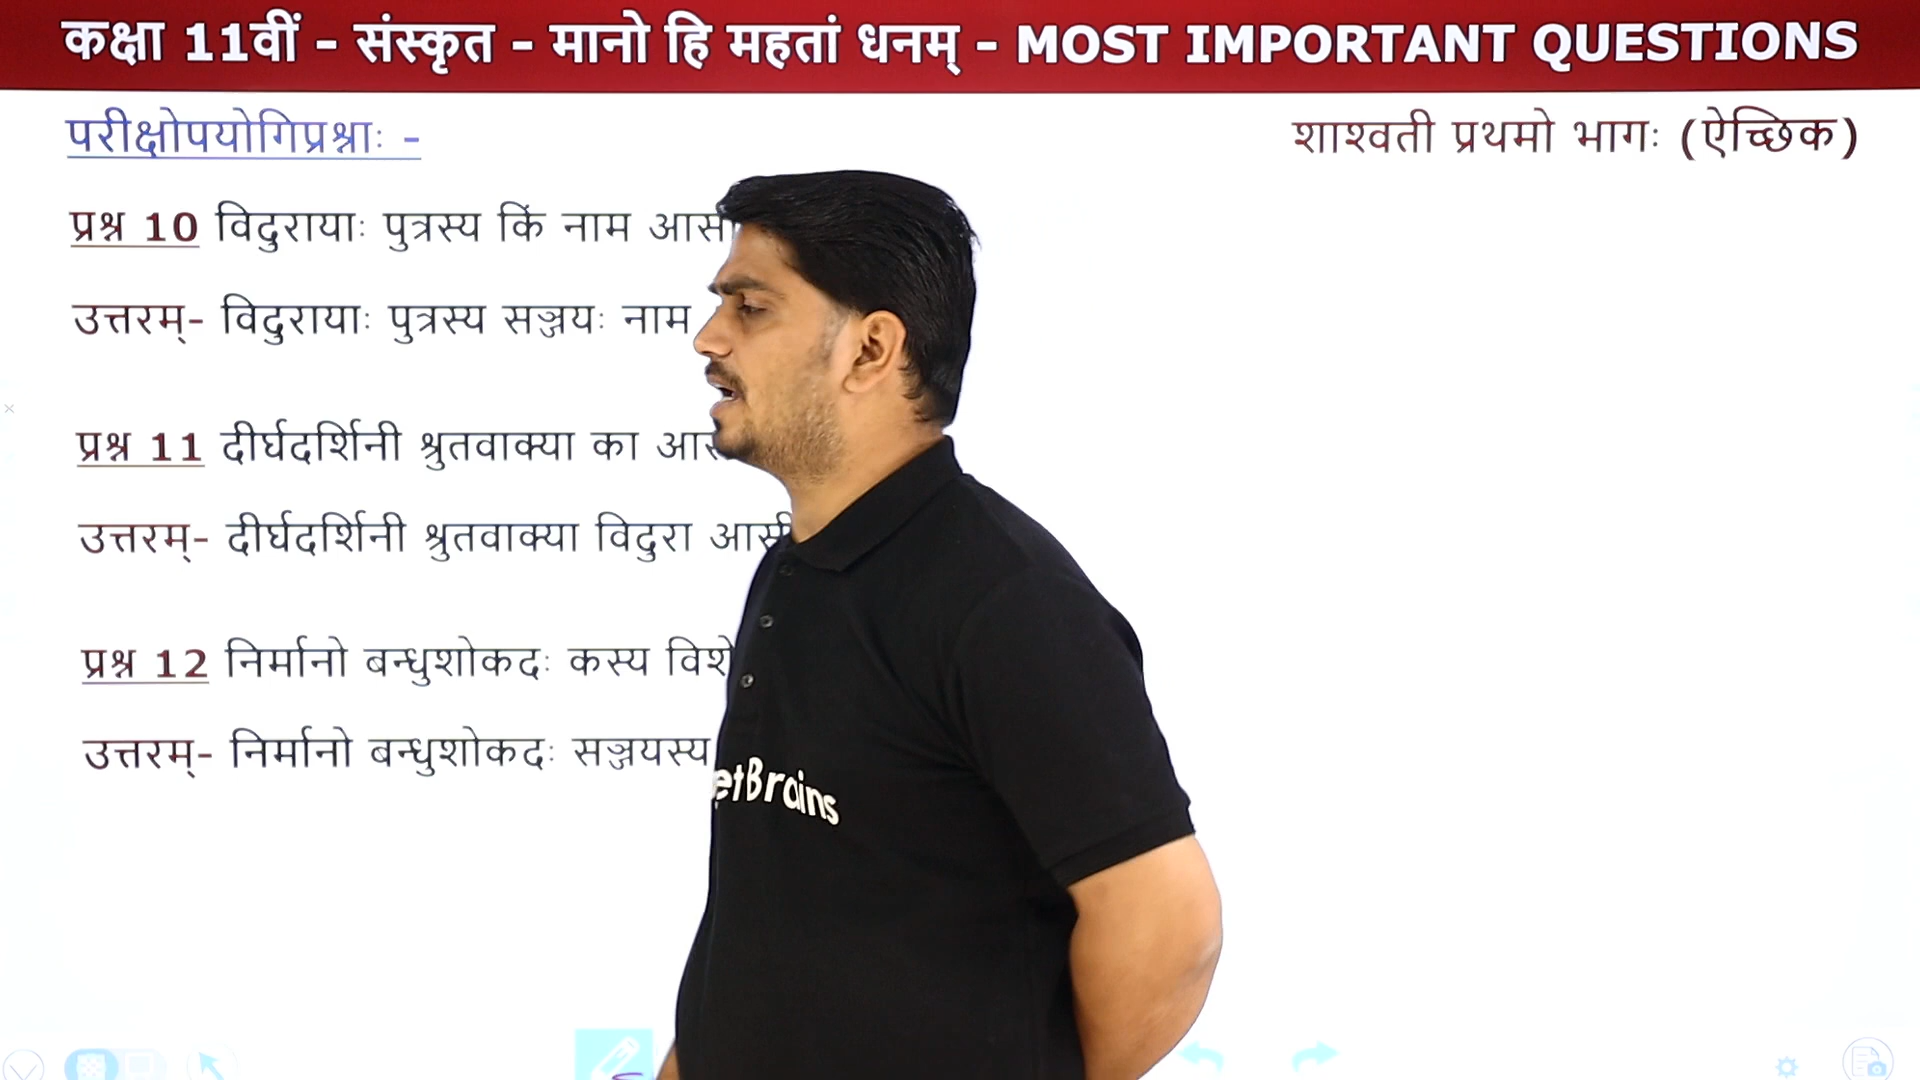 कक्षा 11वीं - संस्कृत - मानो हि महतां धनम् - MOST IMPORTANT QUESTIONS
परीक्षोपयोगिप्रश्नाः -
शाश्वती प्रथमो भागः (ऐच्छिक)
प्रश्न 10 विदुरायाः पुत्रस्य किं नाम
उत्तरम्- विदुरायाः पुत्रस्य सञ्जयः नाम
प्रश्न 11 दीर्घदर्शिनी श्रुतवाक्या का
उत्तरम्- दीर्घदर्शिनी श्रुतवाक्या विदुरा
प्रश्न 12 निर्मानो बन्धुशोकदः कस्य
उत्तरम्- निर्मानो बन्धुशोकदः सञ्जयस्य
etBrains